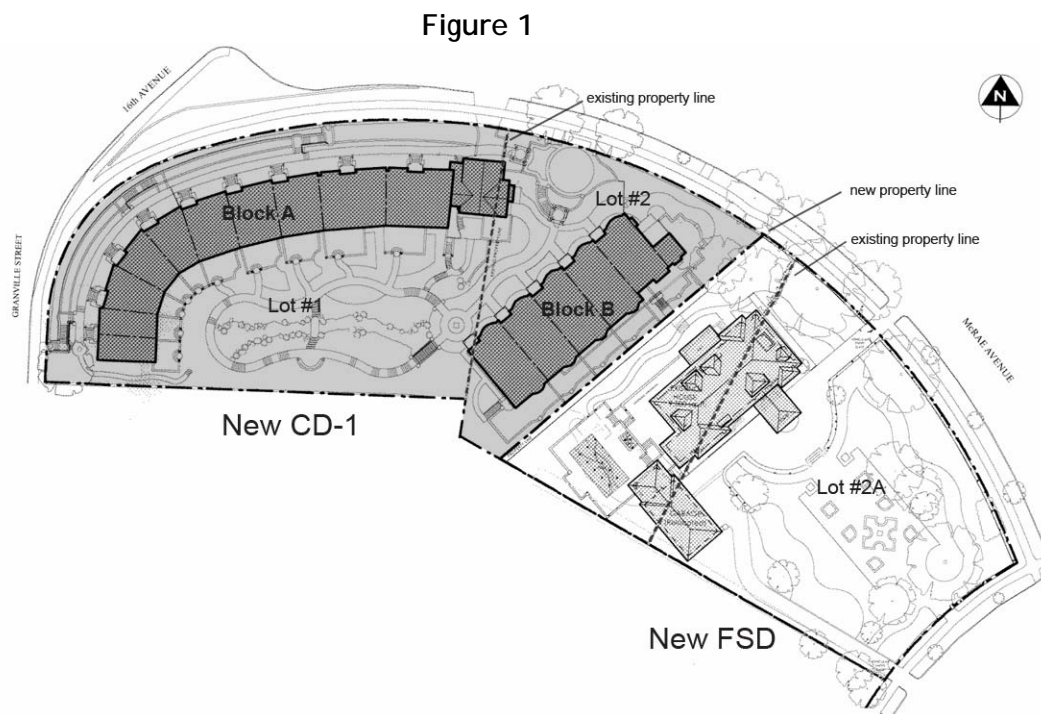 Figure 1
16th AVENUE
existing property line
N
new property line
Lot #2
existing property line
Block A
GRANVILLE STREET
Lot #1
Block B
McRAE AVENUE
New CD-1
Lot #2A
New FSD